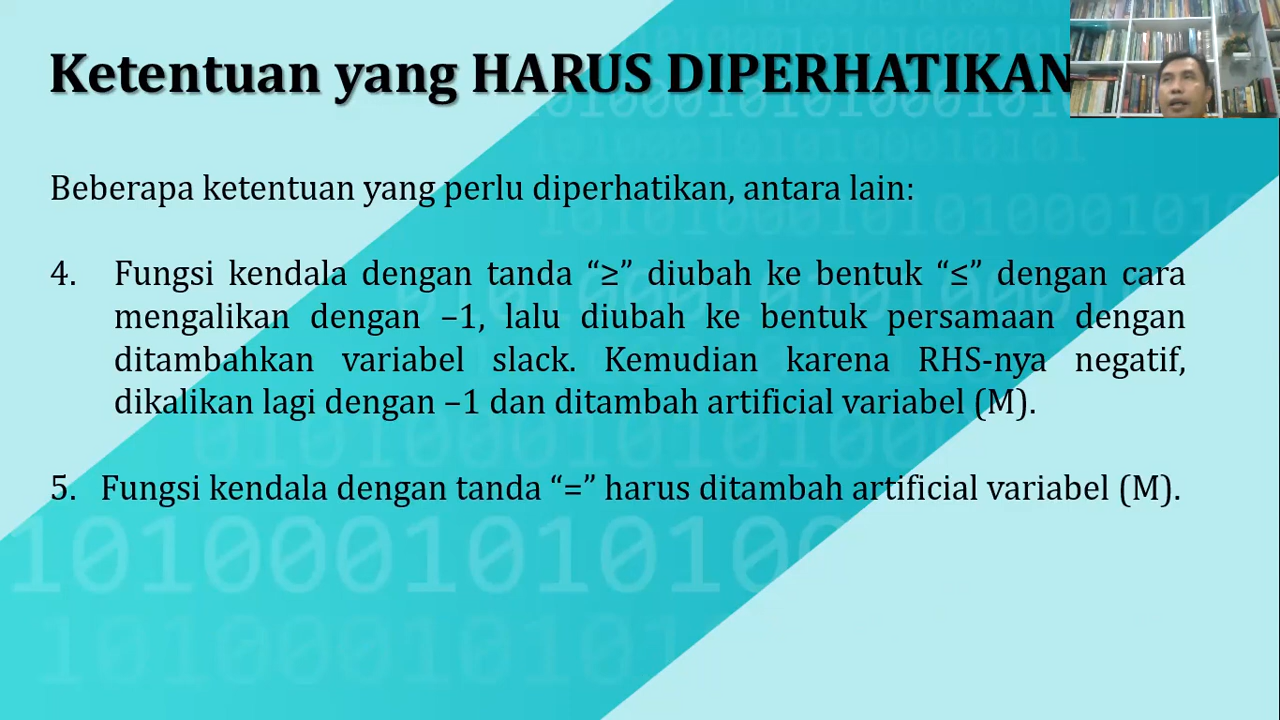 Ketentuan yang HARUS DIPERHATIKAN
Beberapa ketentuan yang perlu diperhatikan, antara lain:
4. Fungsi kendala dengan tanda “≥” diubah ke bentuk “≤” dengan cara
mengalikan dengan –1, lalu diubah ke bentuk persamaan dengan
ditambahkan variabel slack. Kemudian karena RHS-nya negatif,
dikalikan lagi dengan –1 dan ditambah artificial variabel (M).
5. Fungsi kendala dengan tanda “=” harus ditambah artificial variabel (M).